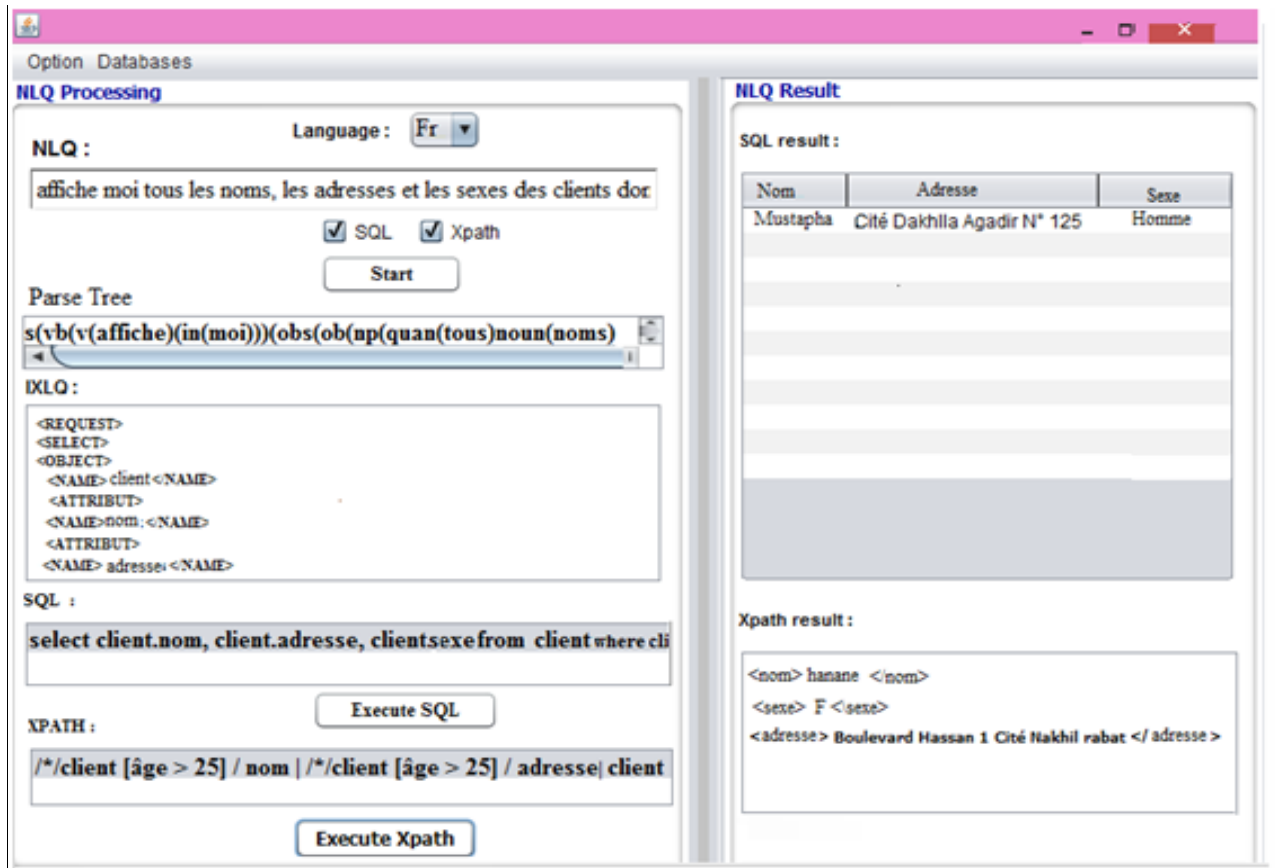 Option Databases
NLQ Processing
Language : Fr
NLQ :
affiche moi tous les noms, les adresses et les sexes des clients dor
SQL Xpath
Start
Parse Tree
s(vb(v(affiche)(in(moi)))(obs(ob(np(quan(tous)noun(noms)
IXLQ :
<REQUEST>
<SELECT>
<OBJECT>
<NAME> client </NAME>
<ATTRIBUT>
<NAME>nom </NAME>
<ATTRIBUT>
<NAME> adresse </NAME>
SQL :
select client.nom, client.adresse, client.sexe from client where cli
Execute SQL
XPATH :
/*/client [âge > 25] / nom | /*/client [âge > 25] / adresse| client
Execute Xpath
NLQ Result
SQL result :
Nom Adresse Sexe
Mustapha Cité Dakhlla Agadir N° 125 Homme
Xpath result :
<nom> hanane </nom>
<sexe> F <\sexe>
<adresse> Boulevard Hassan 1 Cité Nakhil rabat </ adresse >